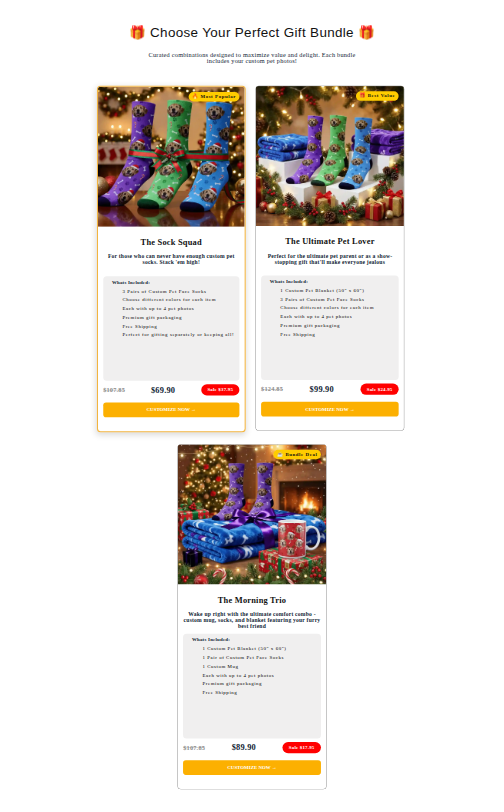 🎁 Choose Your Perfect Gift Bundle 🎁
Curated combinations designed to maximize value and delight. Each bundle
includes your custom pet photos!
Most Popular
The Sock Squad
For those who can never have enough custom pet
socks. Stack 'em high!
Whats Included:
3 Pairs of Custom Pet Face Socks
Choose different colors for each item
Each with up to 4 pet photos
Premium gift packaging
Free Shipping
Perfect for gifting separately or keeping all!
$107.85 $69.90 Sale $37.95
CUSTOMIZE NOW →
Best Value
The Ultimate Pet Lover
Perfect for the ultimate pet parent or as a show-
stopping gift that'll make everyone jealous
Whats Included:
1 Custom Pet Blanket (50" x 60")
3 Pairs of Custom Pet Face Socks
Choose different colors for each item
Each with up to 4 pet photos
Premium gift packaging
Free Shipping
$124.85 $99.90 Sale $24.95
CUSTOMIZE NOW →
Bundle Deal
The Morning Trio
Wake up right with the ultimate comfort combo -
custom mug, socks, and blanket featuring your furry
best friend
Whats Included:
1 Custom Pet Blanket (50" x 60")
1 Pair of Custom Pet Face Socks
1 Custom Mug
Each with up to 4 pet photos
Premium gift packaging
Free Shipping
$107.85 $89.90 Sale $17.95
CUSTOMIZE NOW →